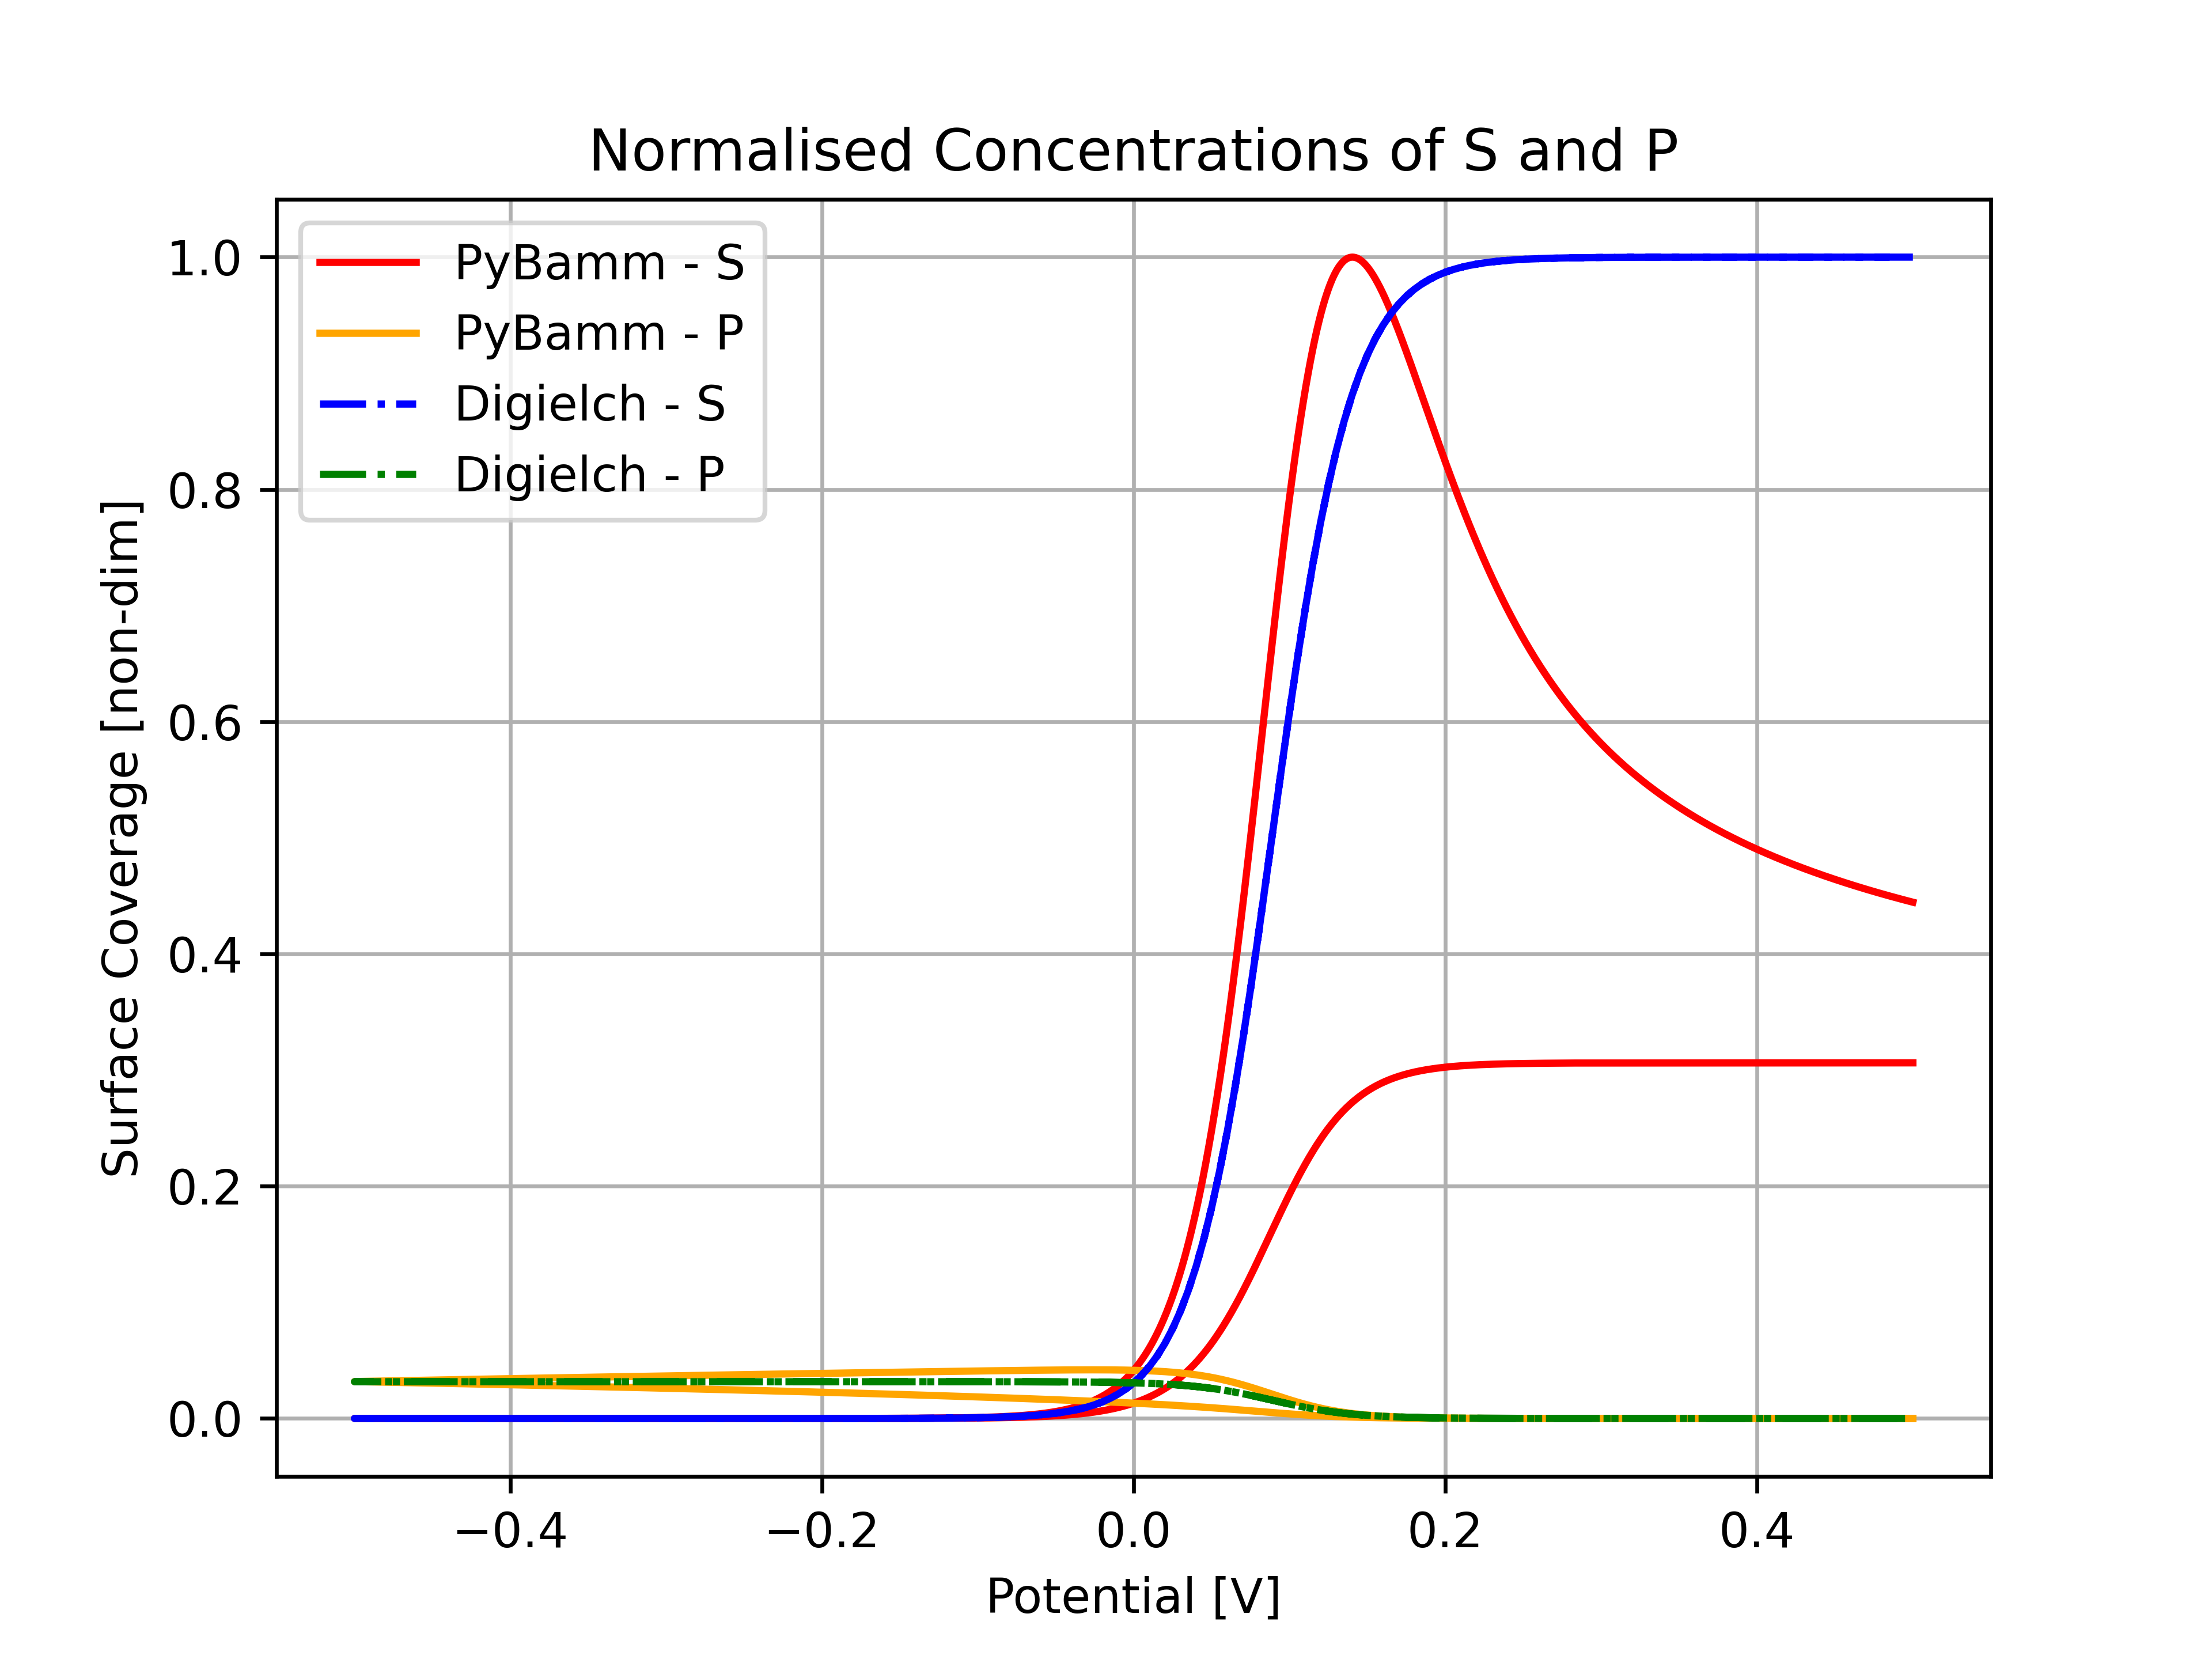 Normalised Concentrations of S and P
PyBamm - S
PyBamm - P
Digielch - S
Digielch - P
Surface Coverage [non-dim]
1.0
0.8
0.6
0.4
0.2
0.0
−0.4 −0.2 0.0 0.2 0.4
Potential [V]